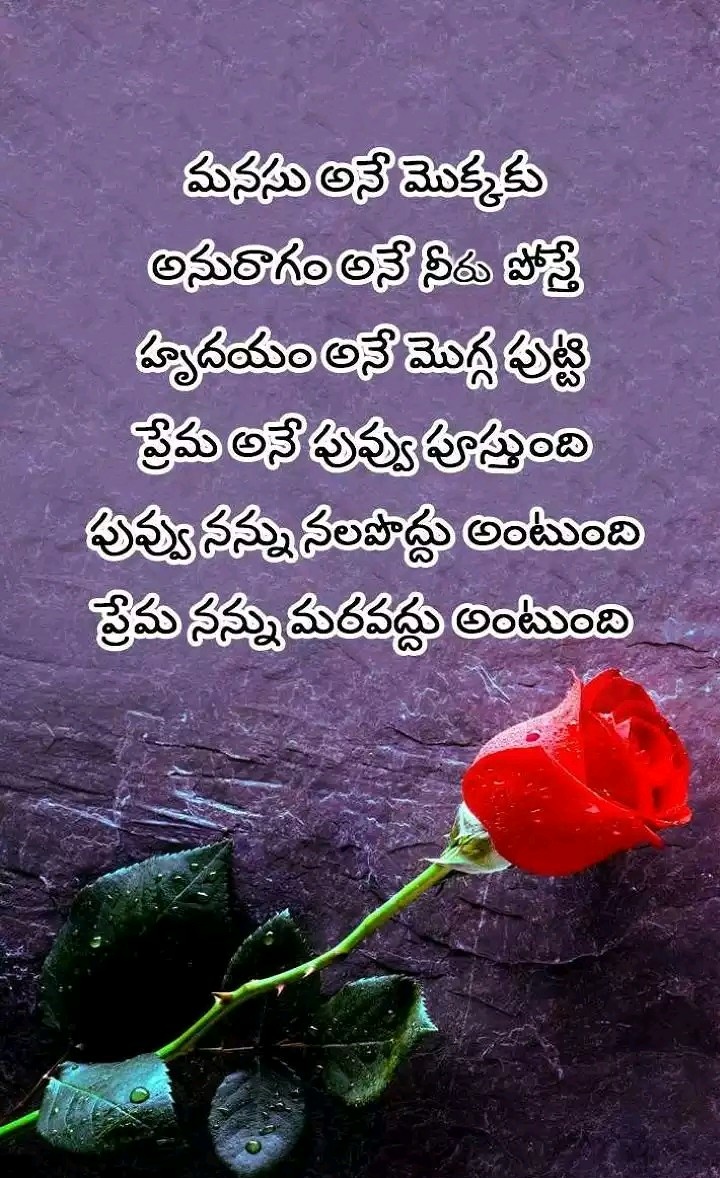 మనసు అనే మొక్కకు
అనురాగం అనే నీరు పోస్తే
హృదయం అనే మొగ్గ పుట్టి
ప్రేమ అనే పువ్వు పూస్తుంది
పువ్వు నన్ను నలపొద్దు అంటుంది
ప్రేమ నన్ను మరవద్దు అంటుంది